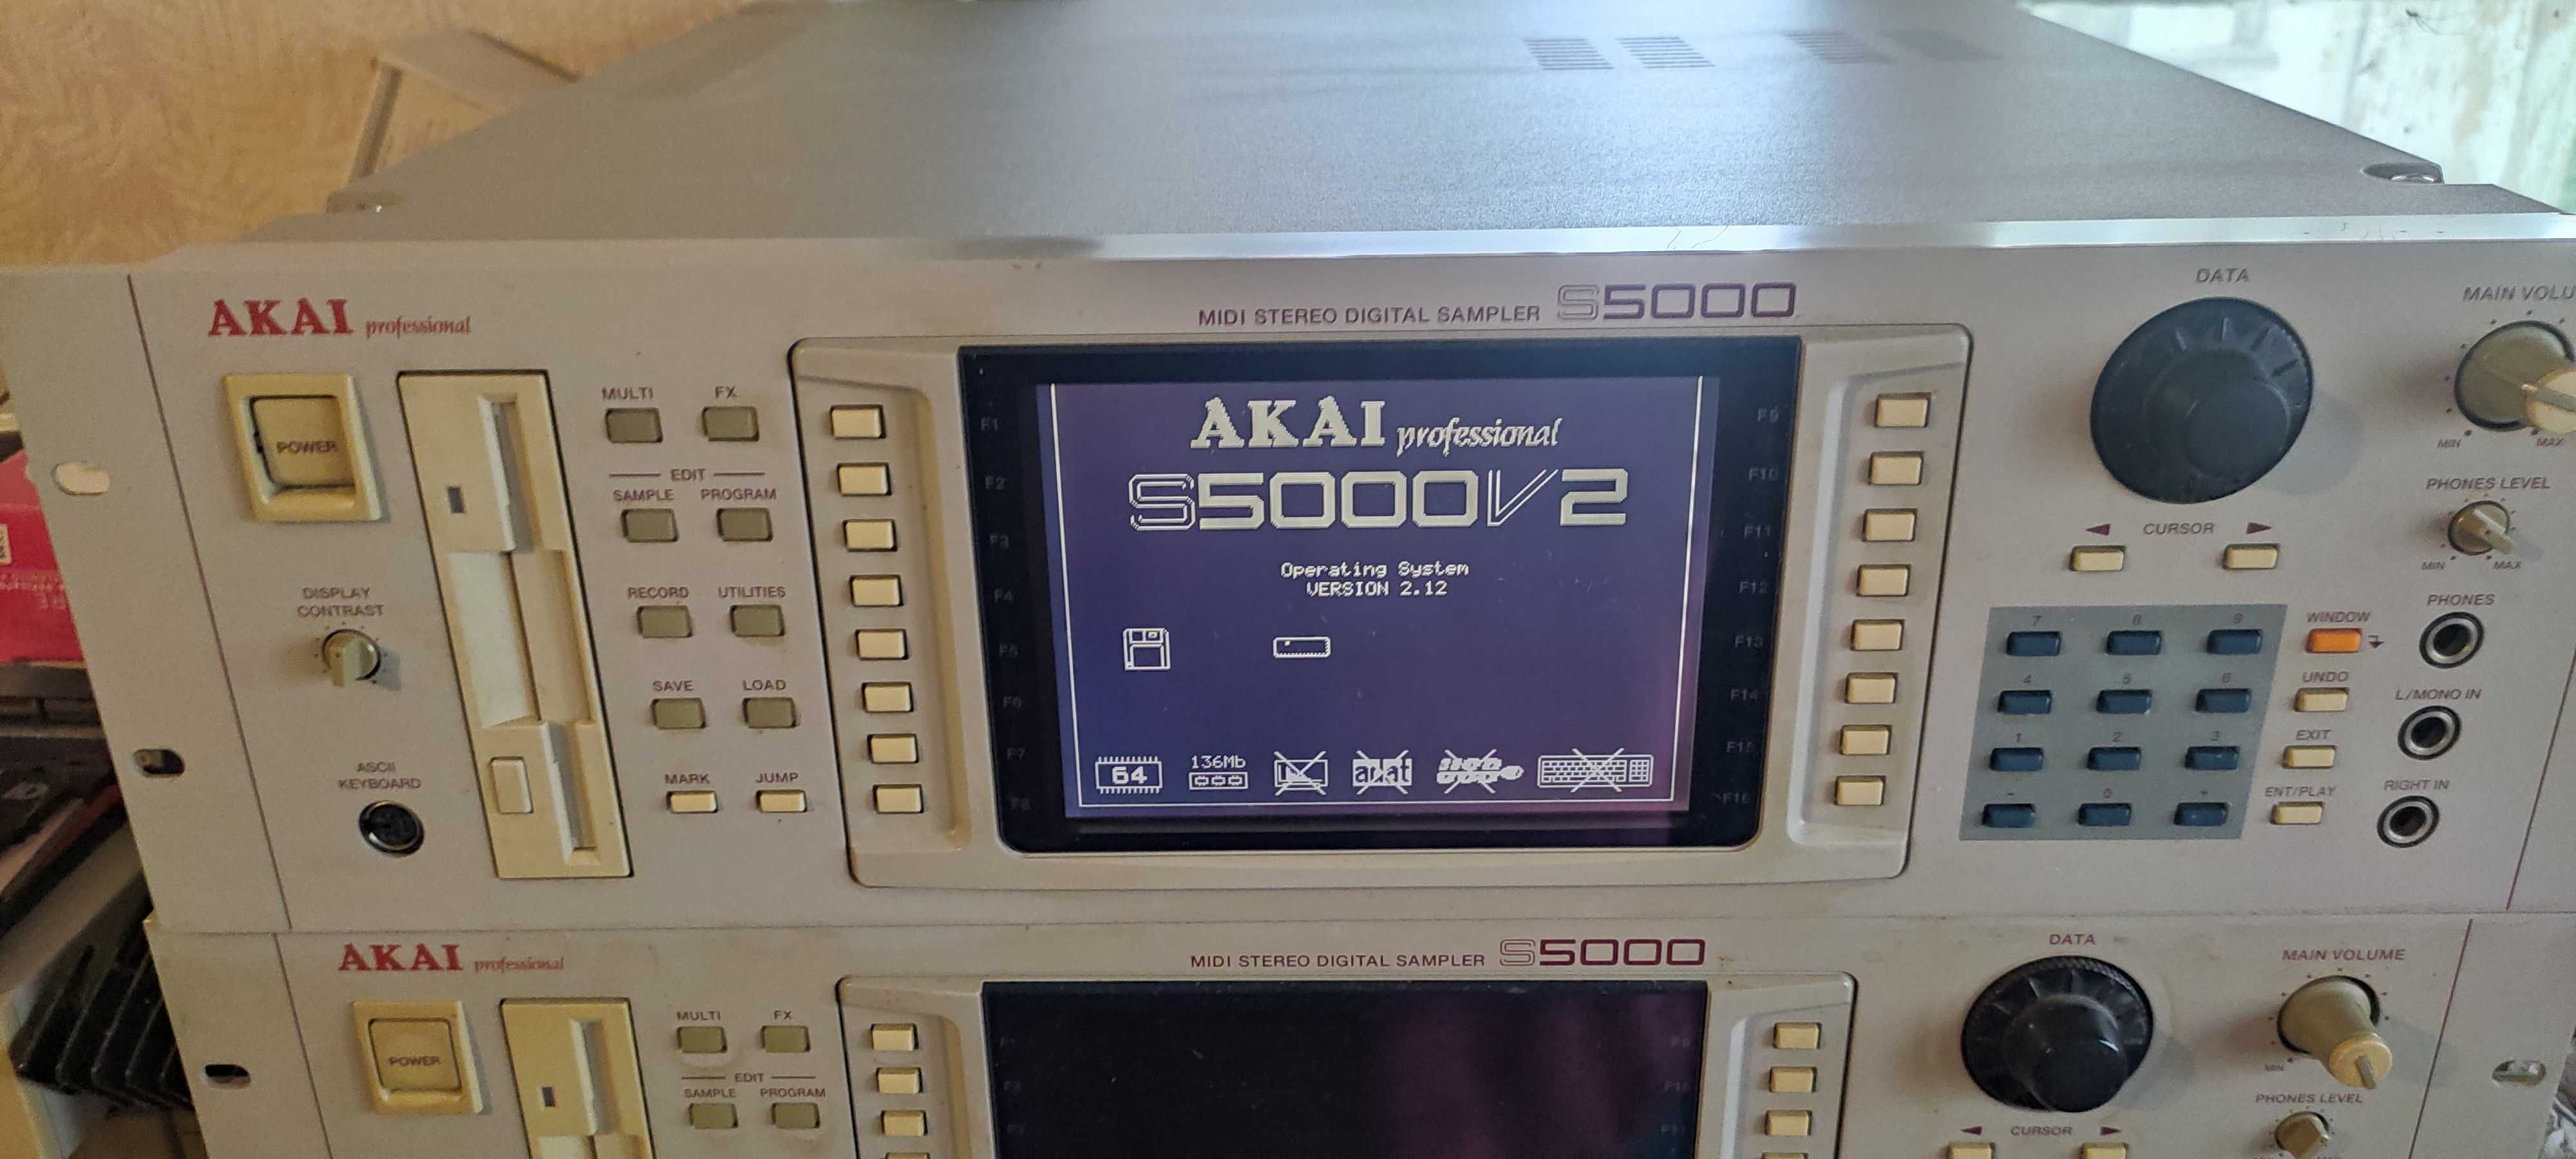 AKAI professional
MIDI STEREO DIGITAL SAMPLER S5000
DATA
MAIN VOLU
POWER
MULTI FX
EDIT
SAMPLE PROGRAM
RECORD UTILITIES
SAVE LOAD
MARK JUMP
DISPLAY
CONTRAST
ASCII
KEYBOARD
F1
F2
F3
F4
F5
F6
F7
F8
AKAI professional
S5000V2
Operating System
VERSION 2.12
64
136Mb
F9
F10
F11
F12
F13
F14
F15
F16
CURSOR
MIN MAX
PHONES LEVEL
MIN MAX
PHONES
L/MONO IN
RIGHT IN
7 8 9
4 5 6
1 2 3
- 0 +
WINDOW
UNDO
EXIT
ENT/PLAY
AKAI professional
MIDI STEREO DIGITAL SAMPLER S5000
DATA
MAIN VOLUME
POWER
MULTI FX
EDIT
SAMPLE PROGRAM
MIN
PHONES LEVEL
CURSOR